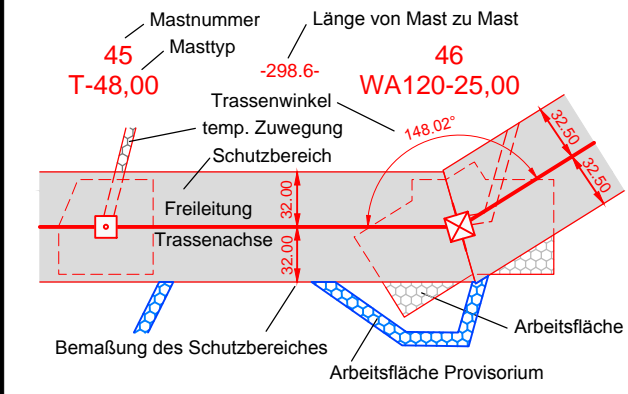 Mastnummer
Länge von Mast zu Mast
45
Masttyp
46
T-48,00
-298.6-
WA120-25,00
Trassenwinkel
148.02°
temp. Zuwegung
32.50
32.50
Schutzbereich
Freileitung
32.00
Trassenachse
32.00
Arbeitsfläche
Bemaßung des Schutzbereiches
Arbeitsfläche Provisorium